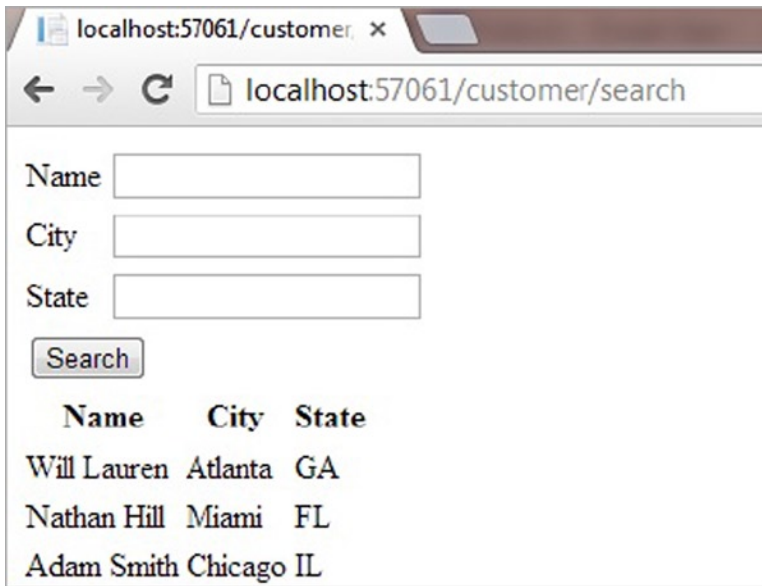 localhost:57061/customer
localhost:57061/customer/search
Name
City
State
Search
Name City State
Will Lauren Atlanta GA
Nathan Hill Miami FL
Adam Smith Chicago IL